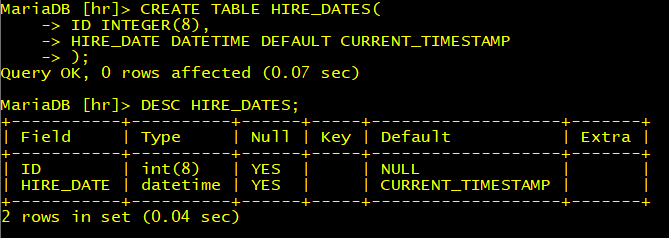 MariaDB [hr]> CREATE TABLE HIRE_DATES(
    -> ID INTEGER(8),
    -> HIRE_DATE DATETIME DEFAULT CURRENT_TIMESTAMP
    -> );
Query OK, 0 rows affected (0.07 sec)

MariaDB [hr]> DESC HIRE_DATES;
+-----------+----------+------+-----+-------------------+-------+
| Field     | Type     | Null | Key | Default           | Extra |
+-----------+----------+------+-----+-------------------+-------+
| ID        | int(8)   | YES  |     | NULL              |       |
| HIRE_DATE | datetime | YES  |     | CURRENT_TIMESTAMP |       |
+-----------+----------+------+-----+-------------------+-------+
2 rows in set (0.04 sec)